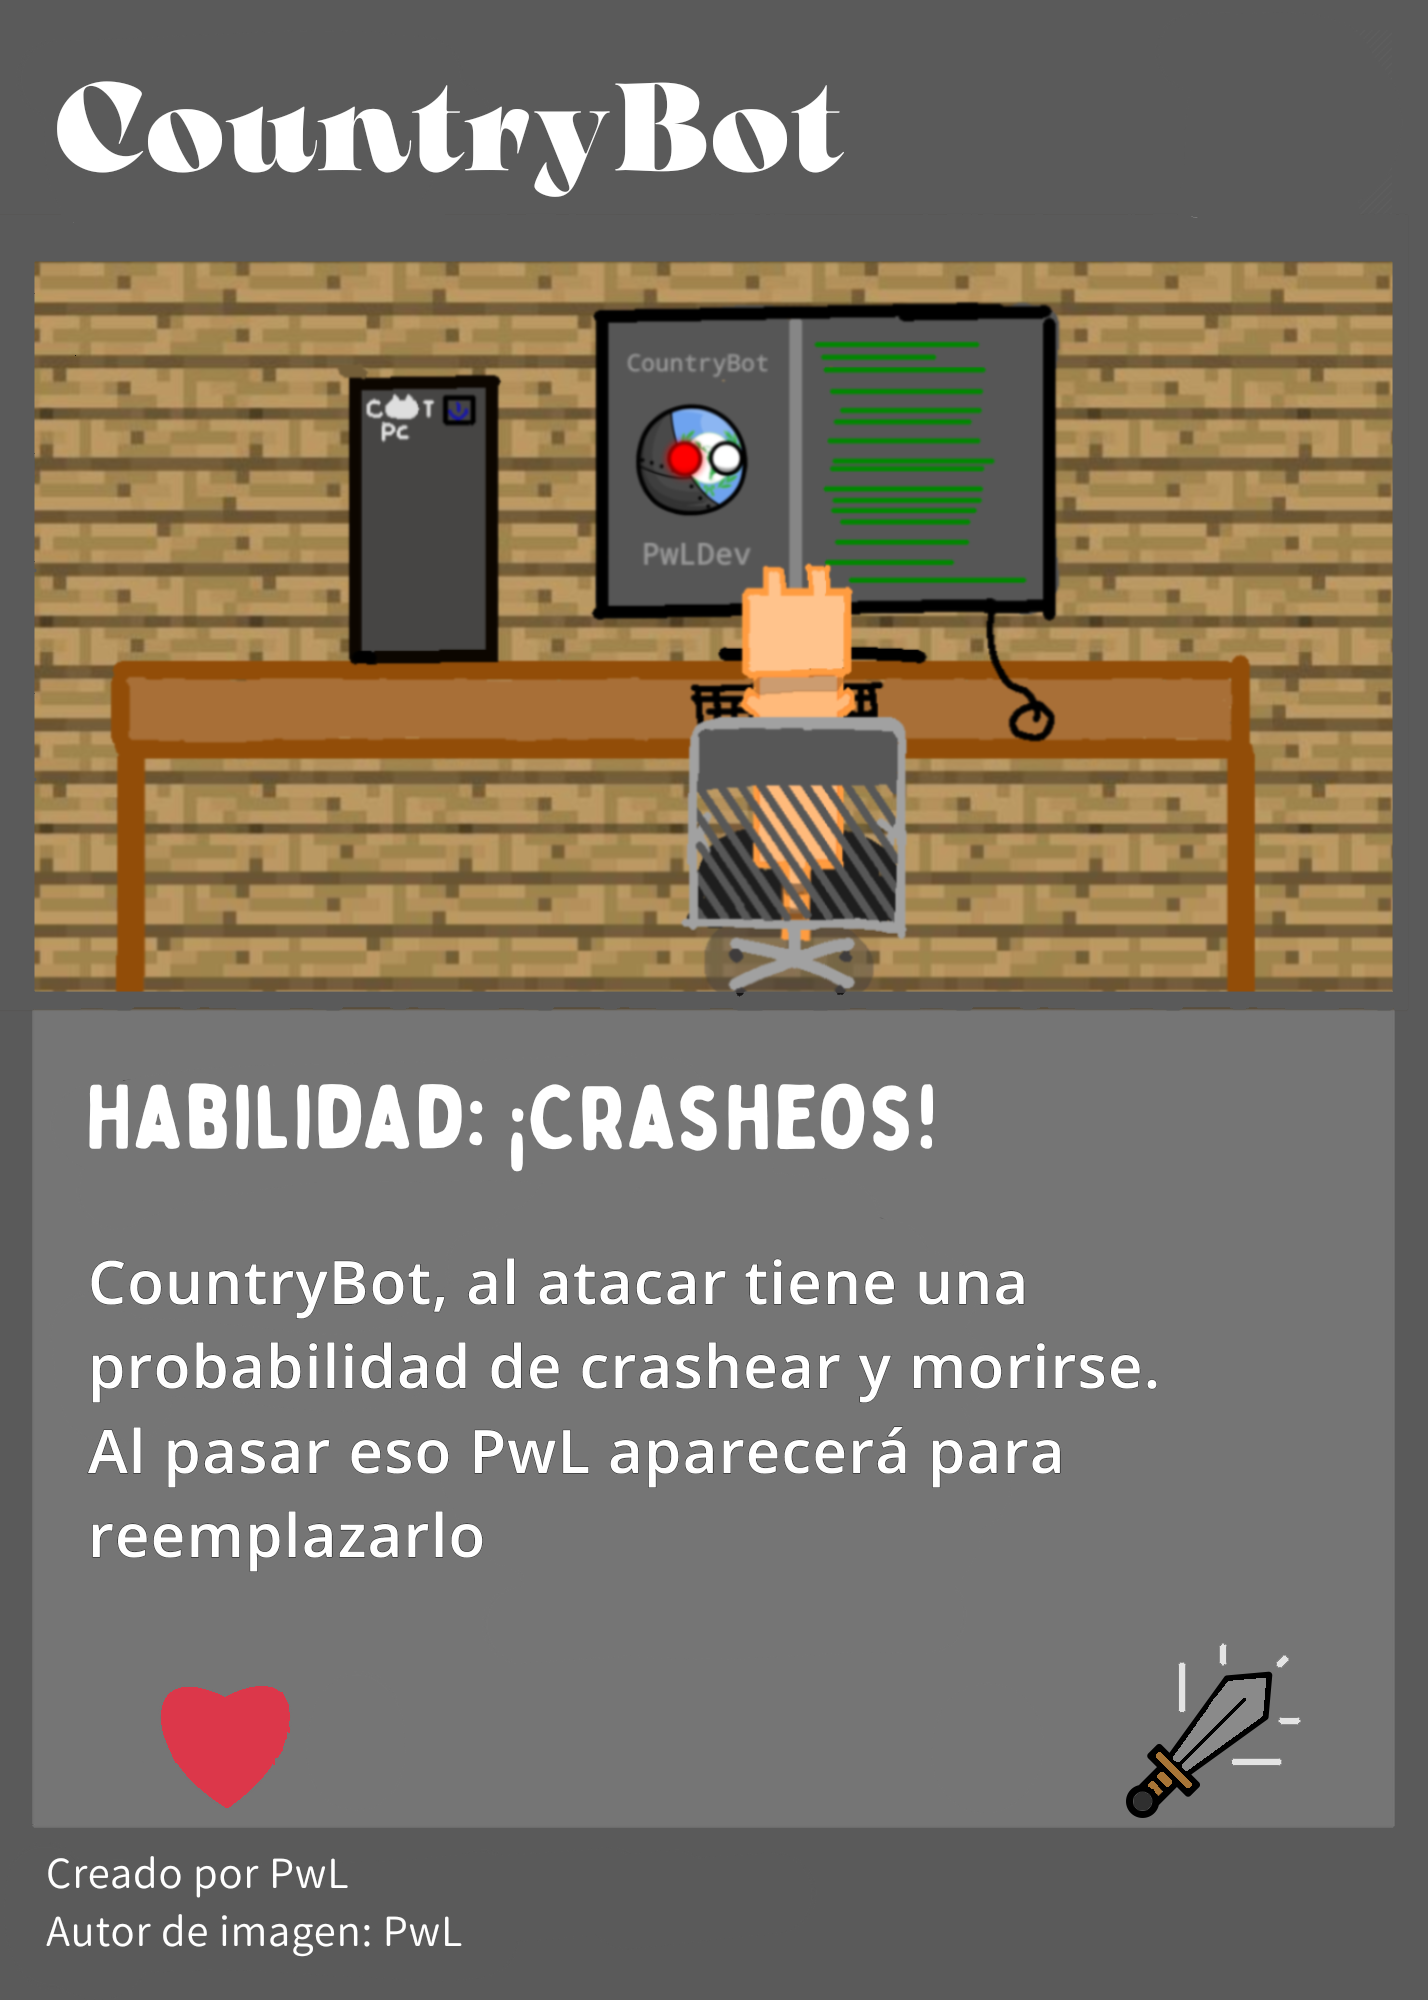 CountryBot
CountryBot
C T
Pc
PwLDev
HABILIDAD: ¡CRASHEOS!
CountryBot, al atacar tiene una
probabilidad de crashear y morirse.
Al pasar eso PwL aparecerá para
reemplazarlo
Creado por PwL
Autor de imagen: PwL